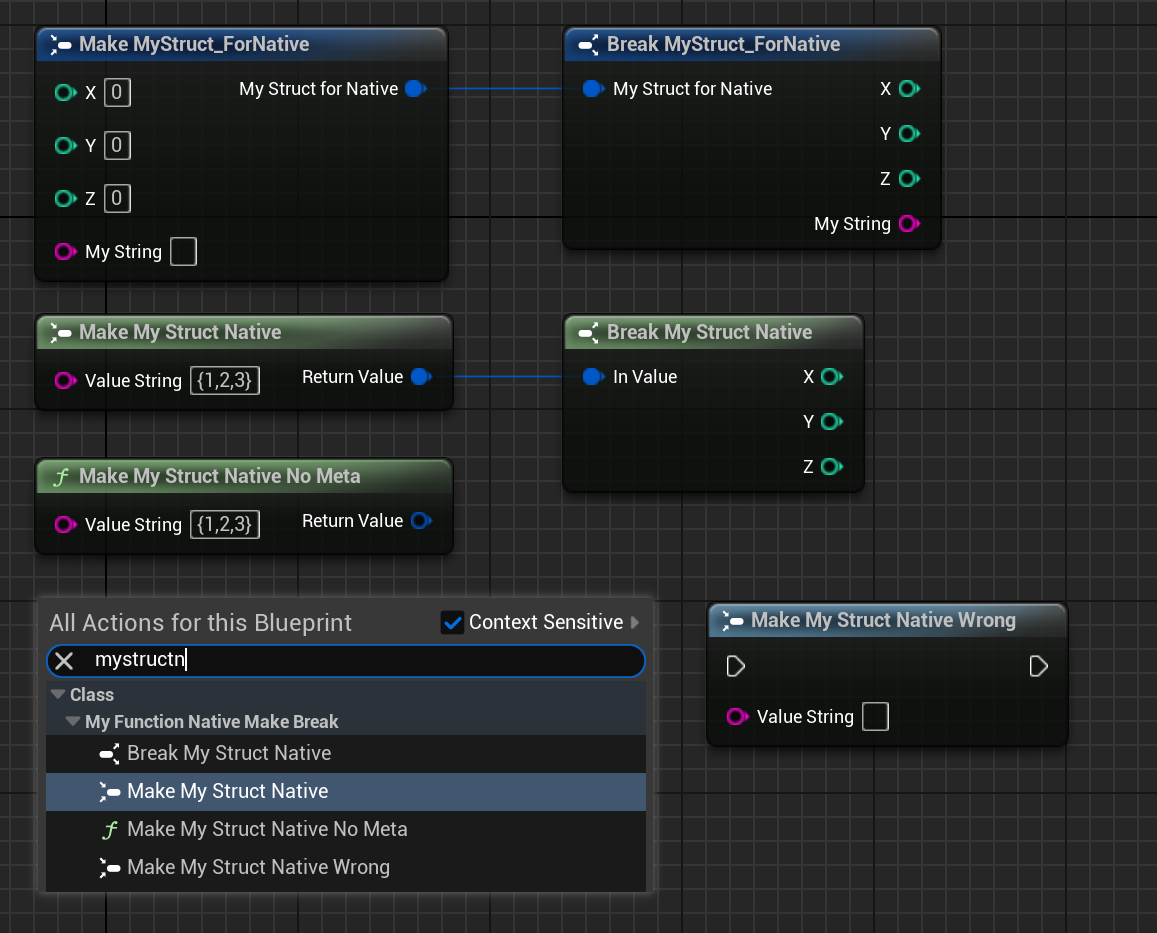 Make MyStruct_ForNative
X 0
My Struct for Native
Y 0
Z 0
My String
Break MyStruct_ForNative
My Struct for Native
X
Y
Z
My String
Make My Struct Native
Value String {1,2,3}
Return Value
Break My Struct Native
In Value
X
Y
Z
Make My Struct Native No Meta
Value String {1,2,3}
Return Value
All Actions for this Blueprint
Context Sensitive
mystructn
Class
My Function Native Make Break
Break My Struct Native
Make My Struct Native
Make My Struct Native No Meta
Make My Struct Native Wrong
Make My Struct Native Wrong
Value String